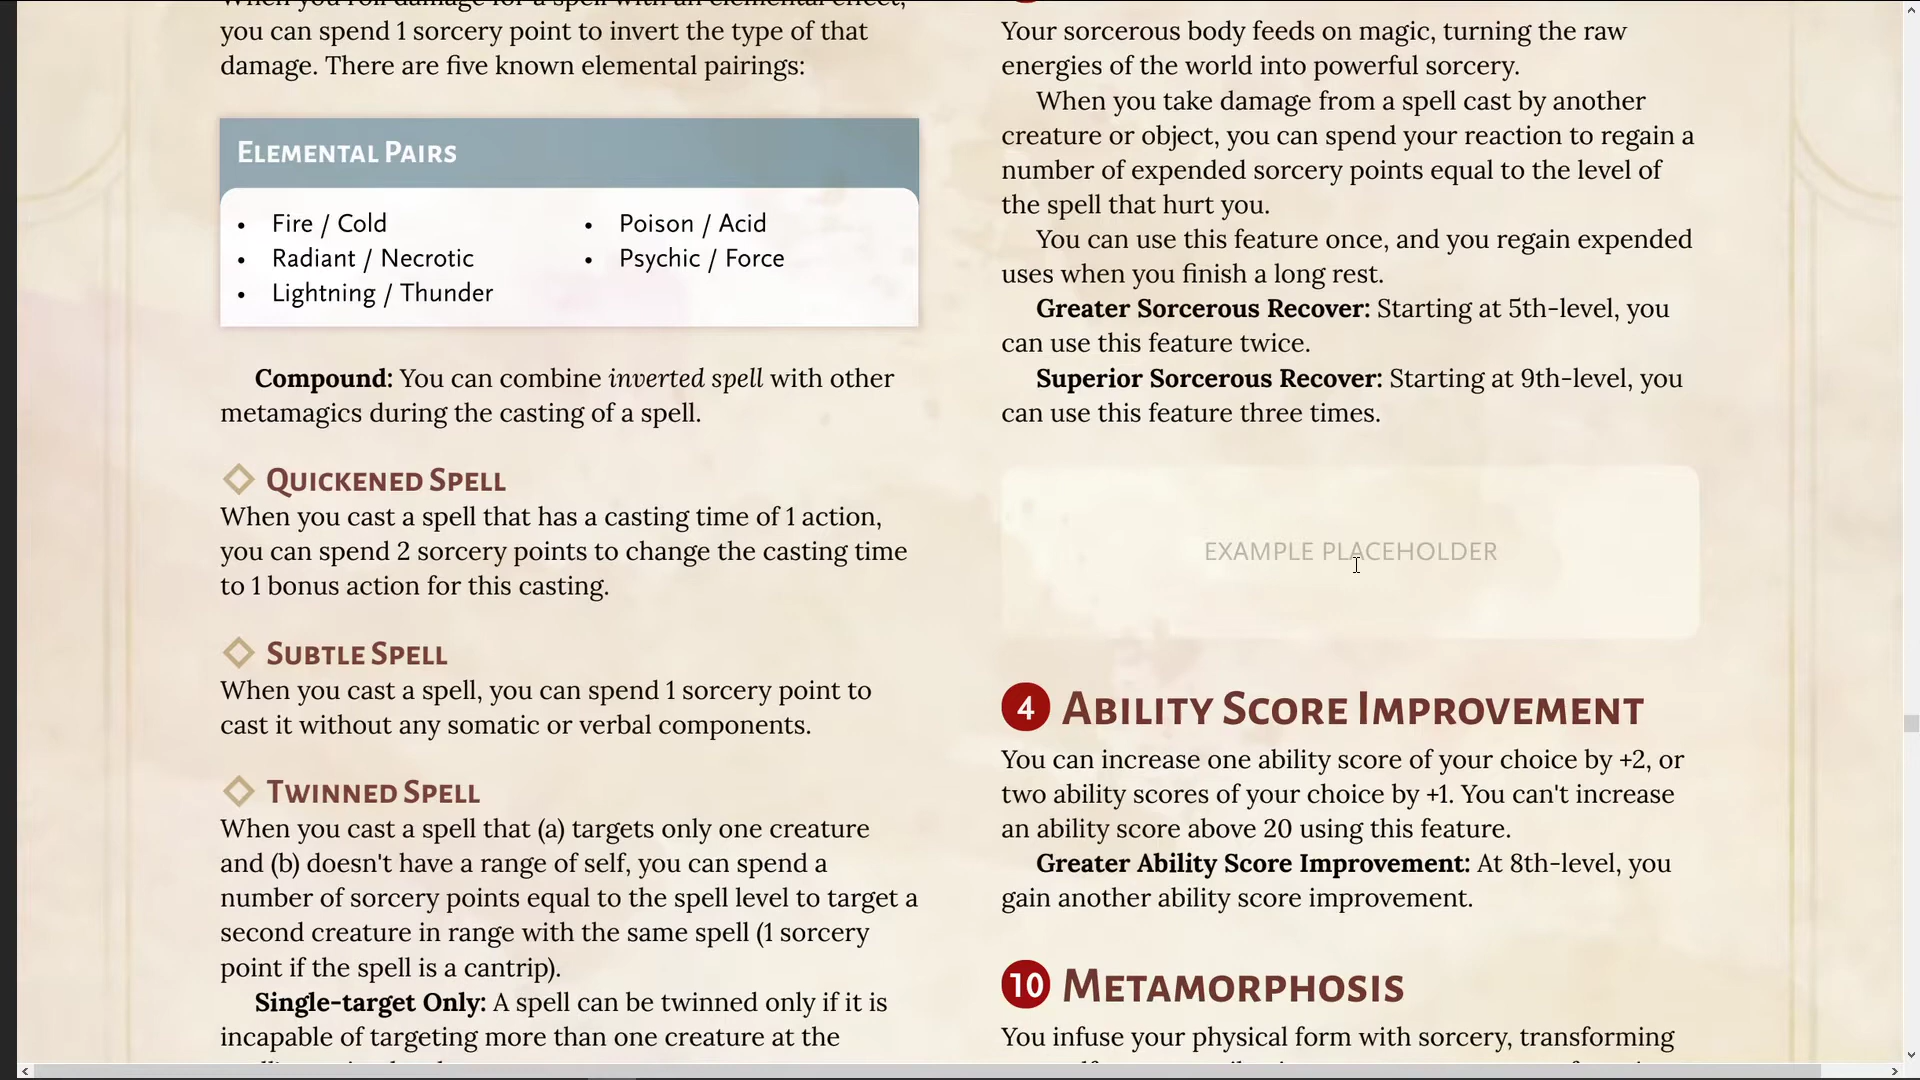 When you roll damage for a spell with an elemental effect,
you can spend 1 sorcery point to invert the type of that
damage. There are five known elemental pairings:
Elemental Pairs
• Fire / Cold
• Radiant / Necrotic
• Lightning / Thunder
• Poison / Acid
• Psychic / Force
Compound: You can combine inverted spell with other
metamagics during the casting of a spell.
Quickened Spell
When you cast a spell that has a casting time of 1 action,
you can spend 2 sorcery points to change the casting time
to 1 bonus action for this casting.
Subtle Spell
When you cast a spell, you can spend 1 sorcery point to
cast it without any somatic or verbal components.
Twinned Spell
When you cast a spell that (a) targets only one creature
and (b) doesn't have a range of self, you can spend a
number of sorcery points equal to the spell level to target a
second creature in range with the same spell (1 sorcery
point if the spell is a cantrip).
Single-target Only: A spell can be twinned only if it is
incapable of targeting more than one creature at the
Your sorcerous body feeds on magic, turning the raw
energies of the world into powerful sorcery.
When you take damage from a spell cast by another
creature or object, you can spend your reaction to regain a
number of expended sorcery points equal to the level of
the spell that hurt you.
You can use this feature once, and you regain expended
uses when you finish a long rest.
Greater Sorcerous Recover: Starting at 5th-level, you
can use this feature twice.
Superior Sorcerous Recover: Starting at 9th-level, you
can use this feature three times.
EXAMPLE PLACEHOLDER
4 Ability Score Improvement
You can increase one ability score of your choice by +2, or
two ability scores of your choice by +1. You can't increase
an ability score above 20 using this feature.
Greater Ability Score Improvement: At 8th-level, you
gain another ability score improvement.
10 Metamorphosis
You infuse your physical form with sorcery, transforming